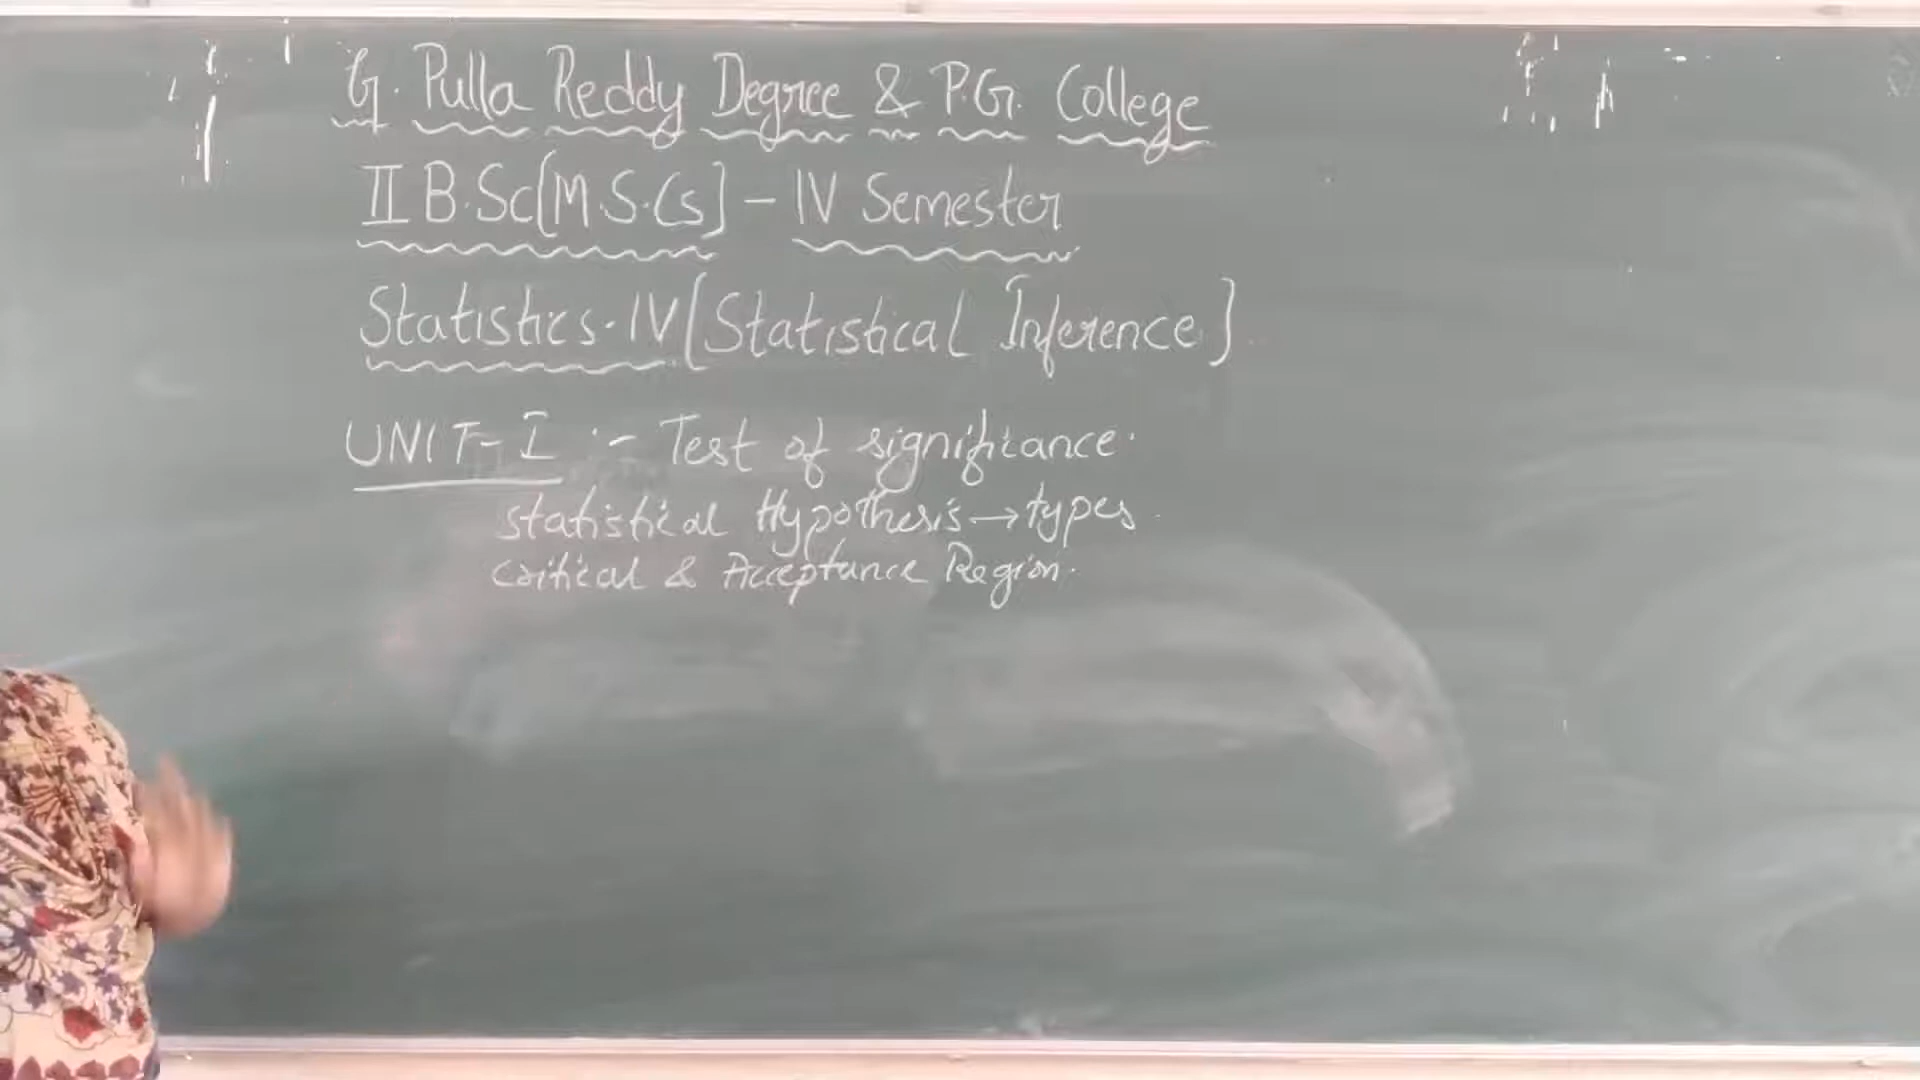 G. Pulla Reddy Degree & P.G. College
II B.Sc[M.S.Cs] - IV Semester
Statistics-IV [Statistical Inference]
UNIT-I :- Test of significance.
statistical Hypothesis → types.
critical & Acceptance Region.